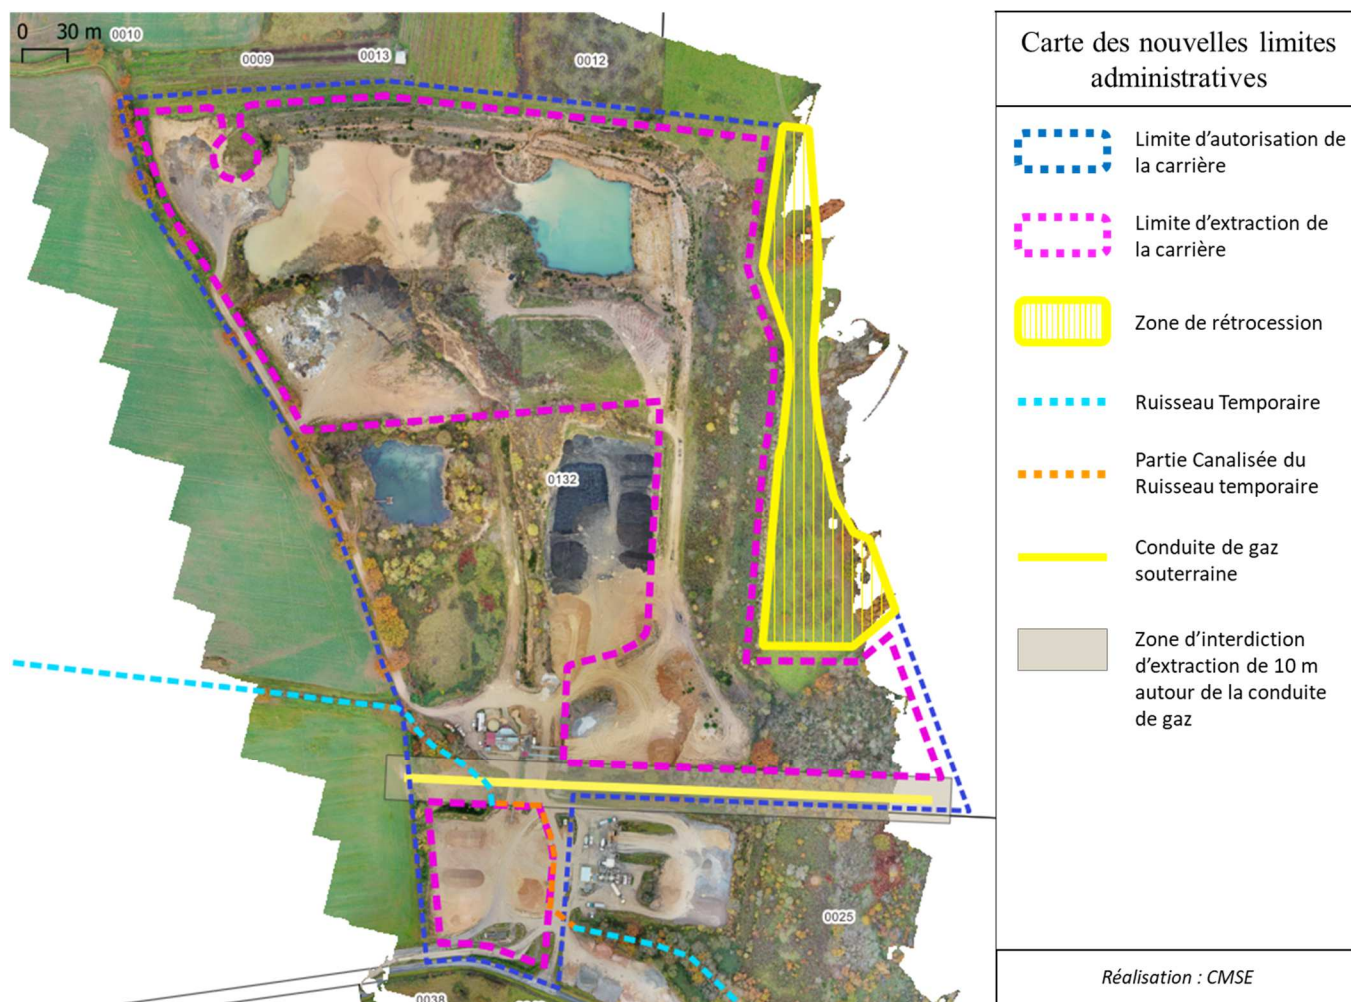 0 30 m
0010
0009
0013
0012
0132
0025
0038
Carte des nouvelles limites
administratives
Limite d’autorisation de
la carrière
Limite d’extraction de
la carrière
Zone de rétrocession
Ruisseau Temporaire
Partie Canalisée du
Ruisseau temporaire
Conduite de gaz
souterraine
Zone d’interdiction
d’extraction de 10 m
autour de la conduite
de gaz
Réalisation : CMSE